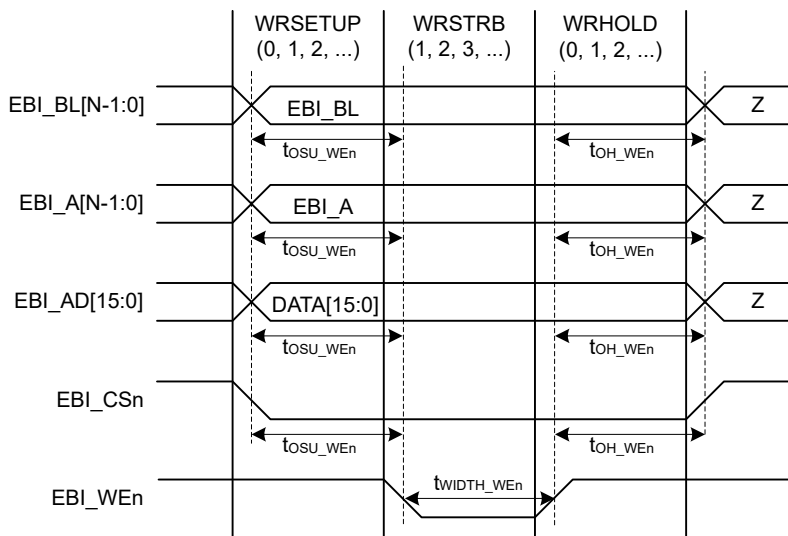 WRSETUP WRSTRB WRHOLD
(0, 1, 2, ...) (1, 2, 3, ...) (0, 1, 2, ...)
EBI_BL[N-1:0] EBI_BL Z
tOSU_WEn tOH_WEn
EBI_A[N-1:0] EBI_A Z
tOSU_WEn tOH_WEn
EBI_AD[15:0] DATA[15:0] Z
tOSU_WEn tOH_WEn
EBI_CSn
tOSU_WEn tOH_WEn
EBI_WEn tWIDTH_WEn